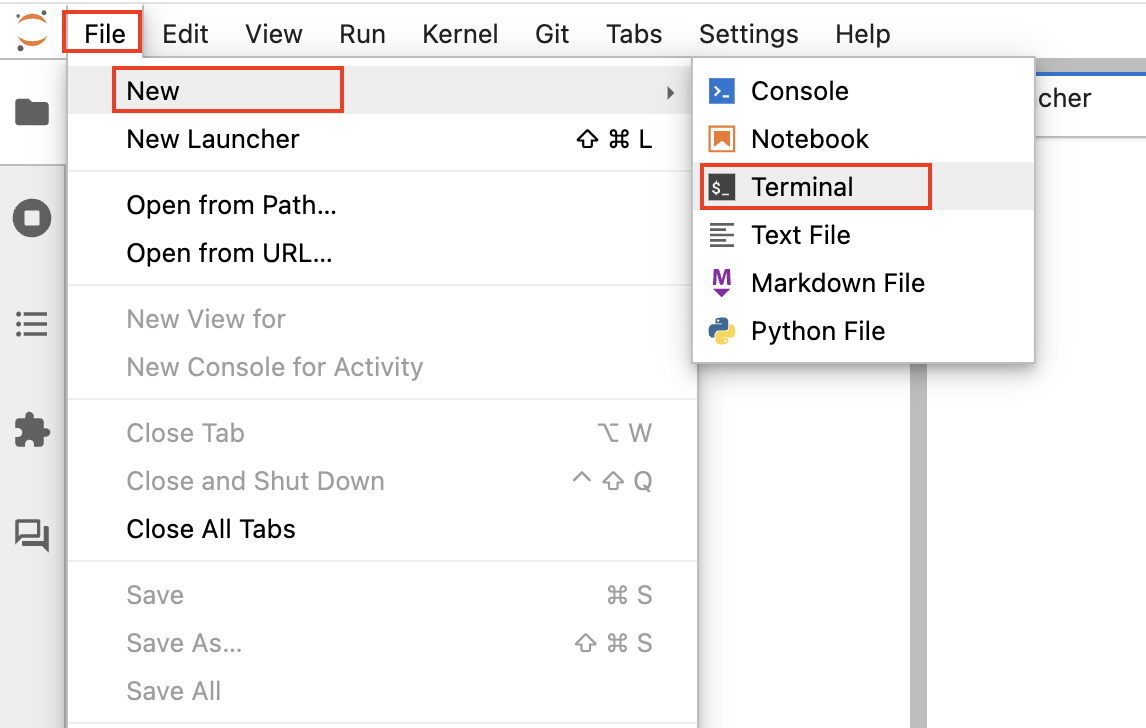 File Edit View Run Kernel Git Tabs Settings Help
New
New Launcher ⇧ ⌘ L
Open from Path...
Open from URL...
New View for
New Console for Activity
Close Tab ⌥ W
Close and Shut Down ^ ⇧ Q
Close All Tabs
Save ⌘ S
Save As... ⇧ ⌘ S
Save All
Console
Notebook
$_ Terminal
Text File
M Markdown File
Python File
cher